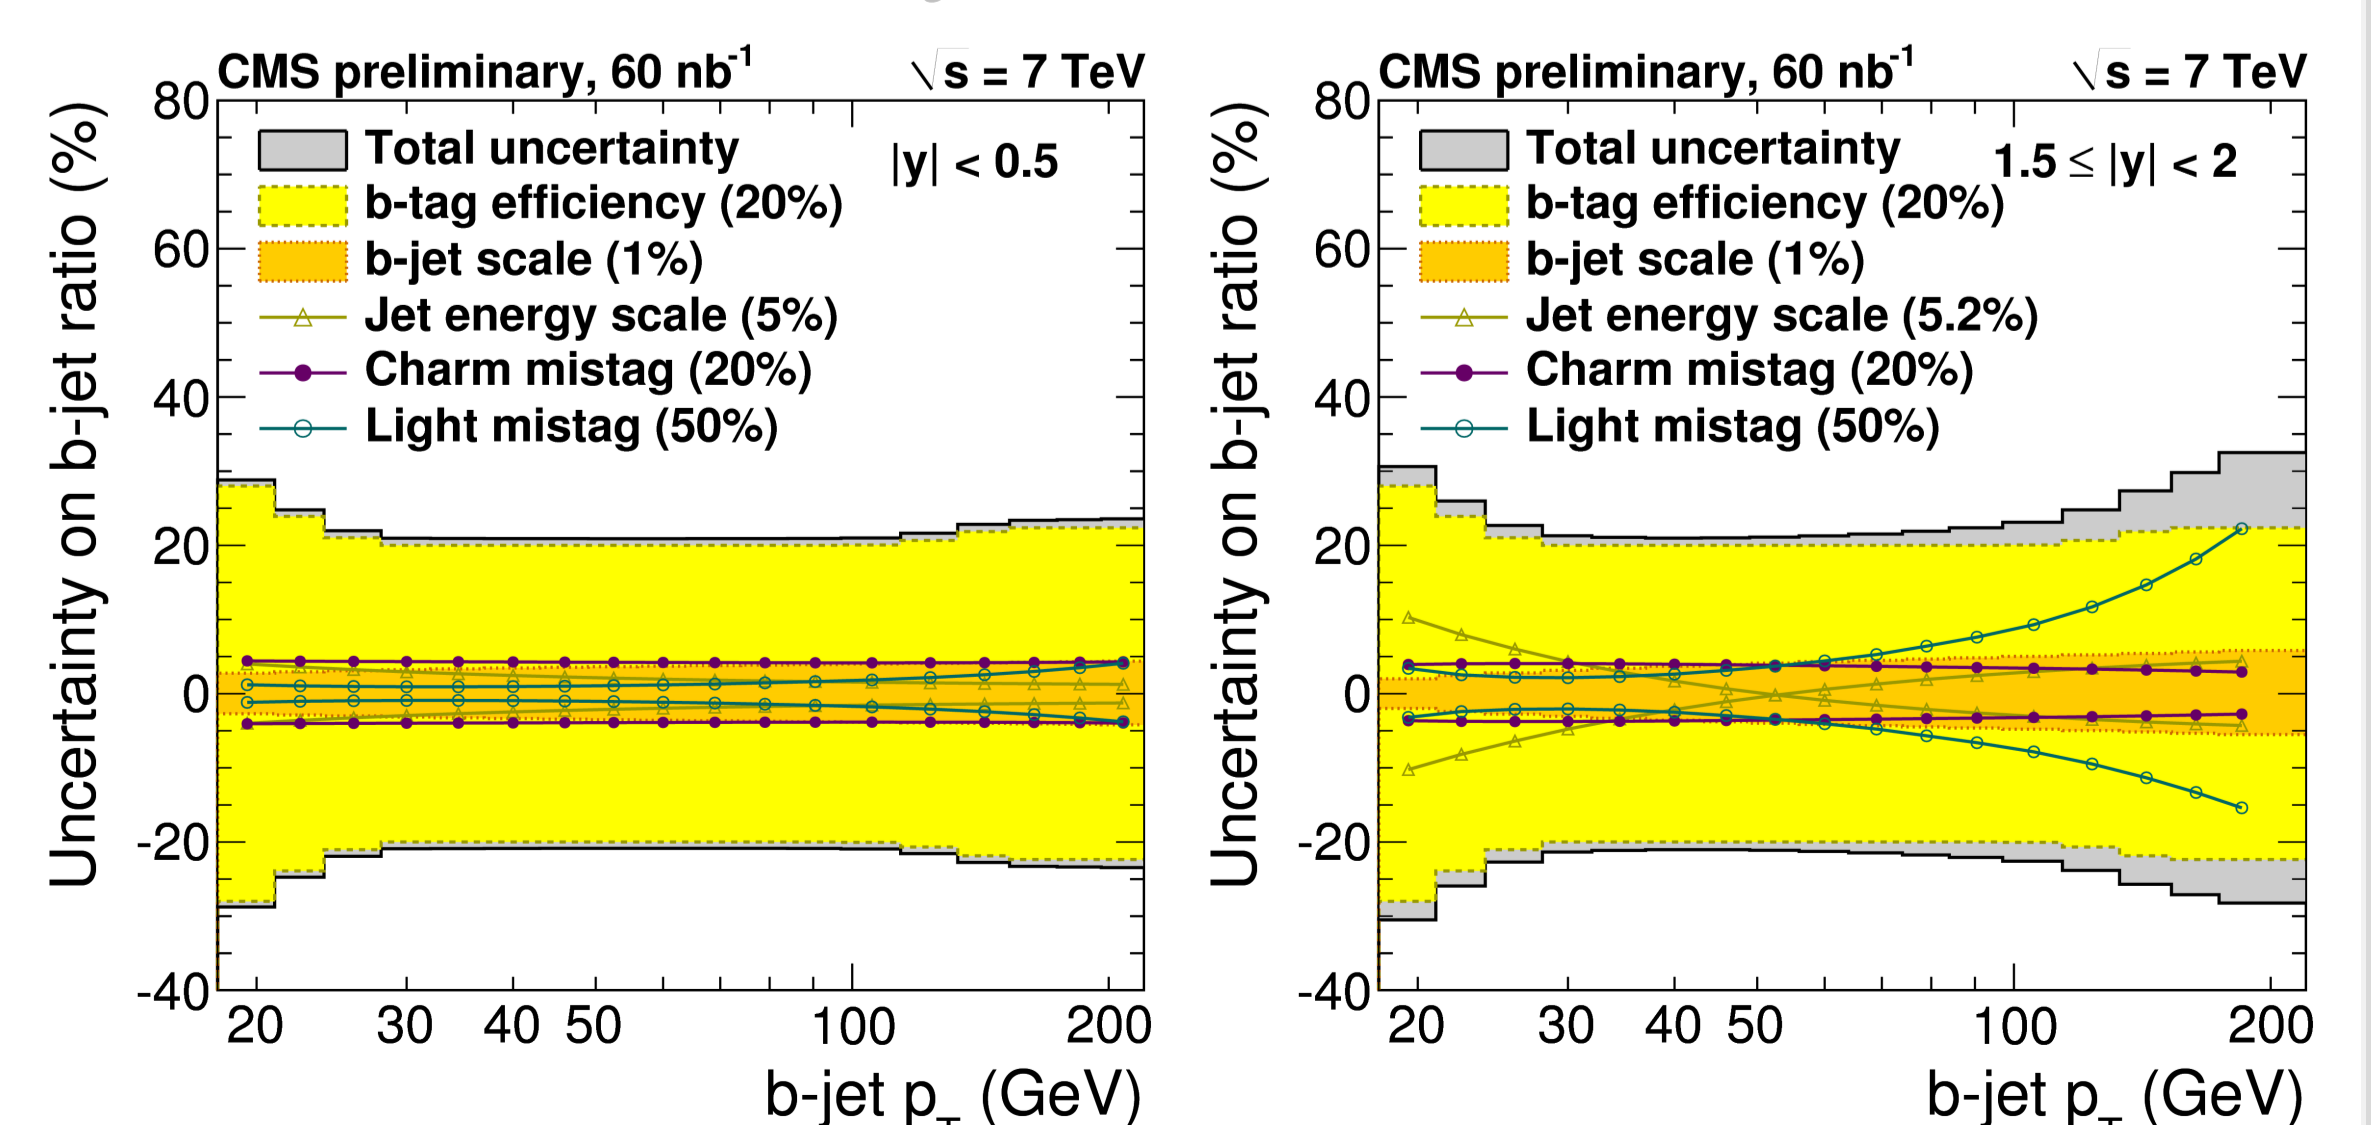 CMS preliminary, 60 nb-1 √s = 7 TeV
|y| < 0.5
Total uncertainty
b-tag efficiency (20%)
b-jet scale (1%)
Jet energy scale (5%)
Charm mistag (20%)
Light mistag (50%)
Uncertainty on b-jet ratio (%)
80
60
40
20
0
-20
-40
20 30 40 50 100 200
b-jet pT (GeV)
CMS preliminary, 60 nb-1 √s = 7 TeV
1.5 ≤ |y| < 2
Total uncertainty
b-tag efficiency (20%)
b-jet scale (1%)
Jet energy scale (5.2%)
Charm mistag (20%)
Light mistag (50%)
Uncertainty on b-jet ratio (%)
80
60
40
20
0
-20
-40
20 30 40 50 100 200
b-jet pT (GeV)